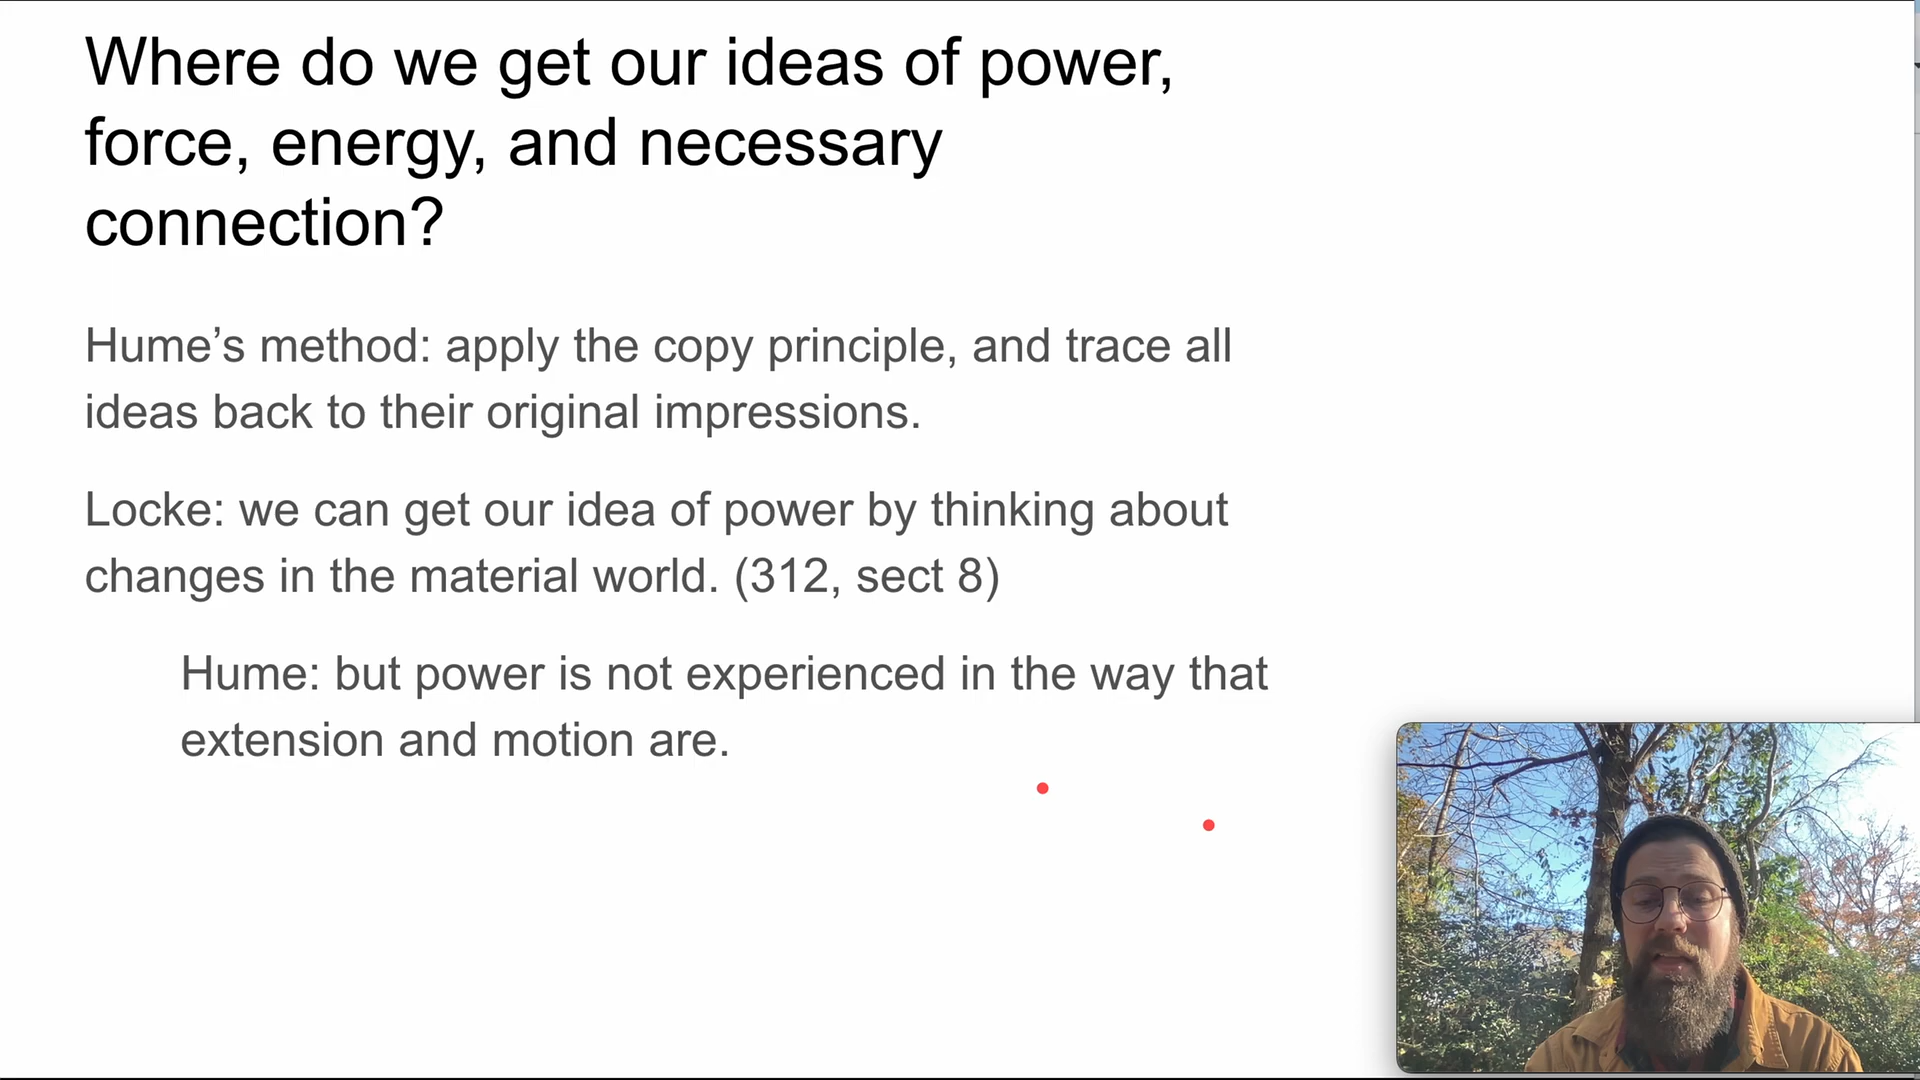 Where do we get our ideas of power,
force, energy, and necessary
connection?
Hume’s method: apply the copy principle, and trace all
ideas back to their original impressions.
Locke: we can get our idea of power by thinking about
changes in the material world. (312, sect 8)
Hume: but power is not experienced in the way that
extension and motion are.